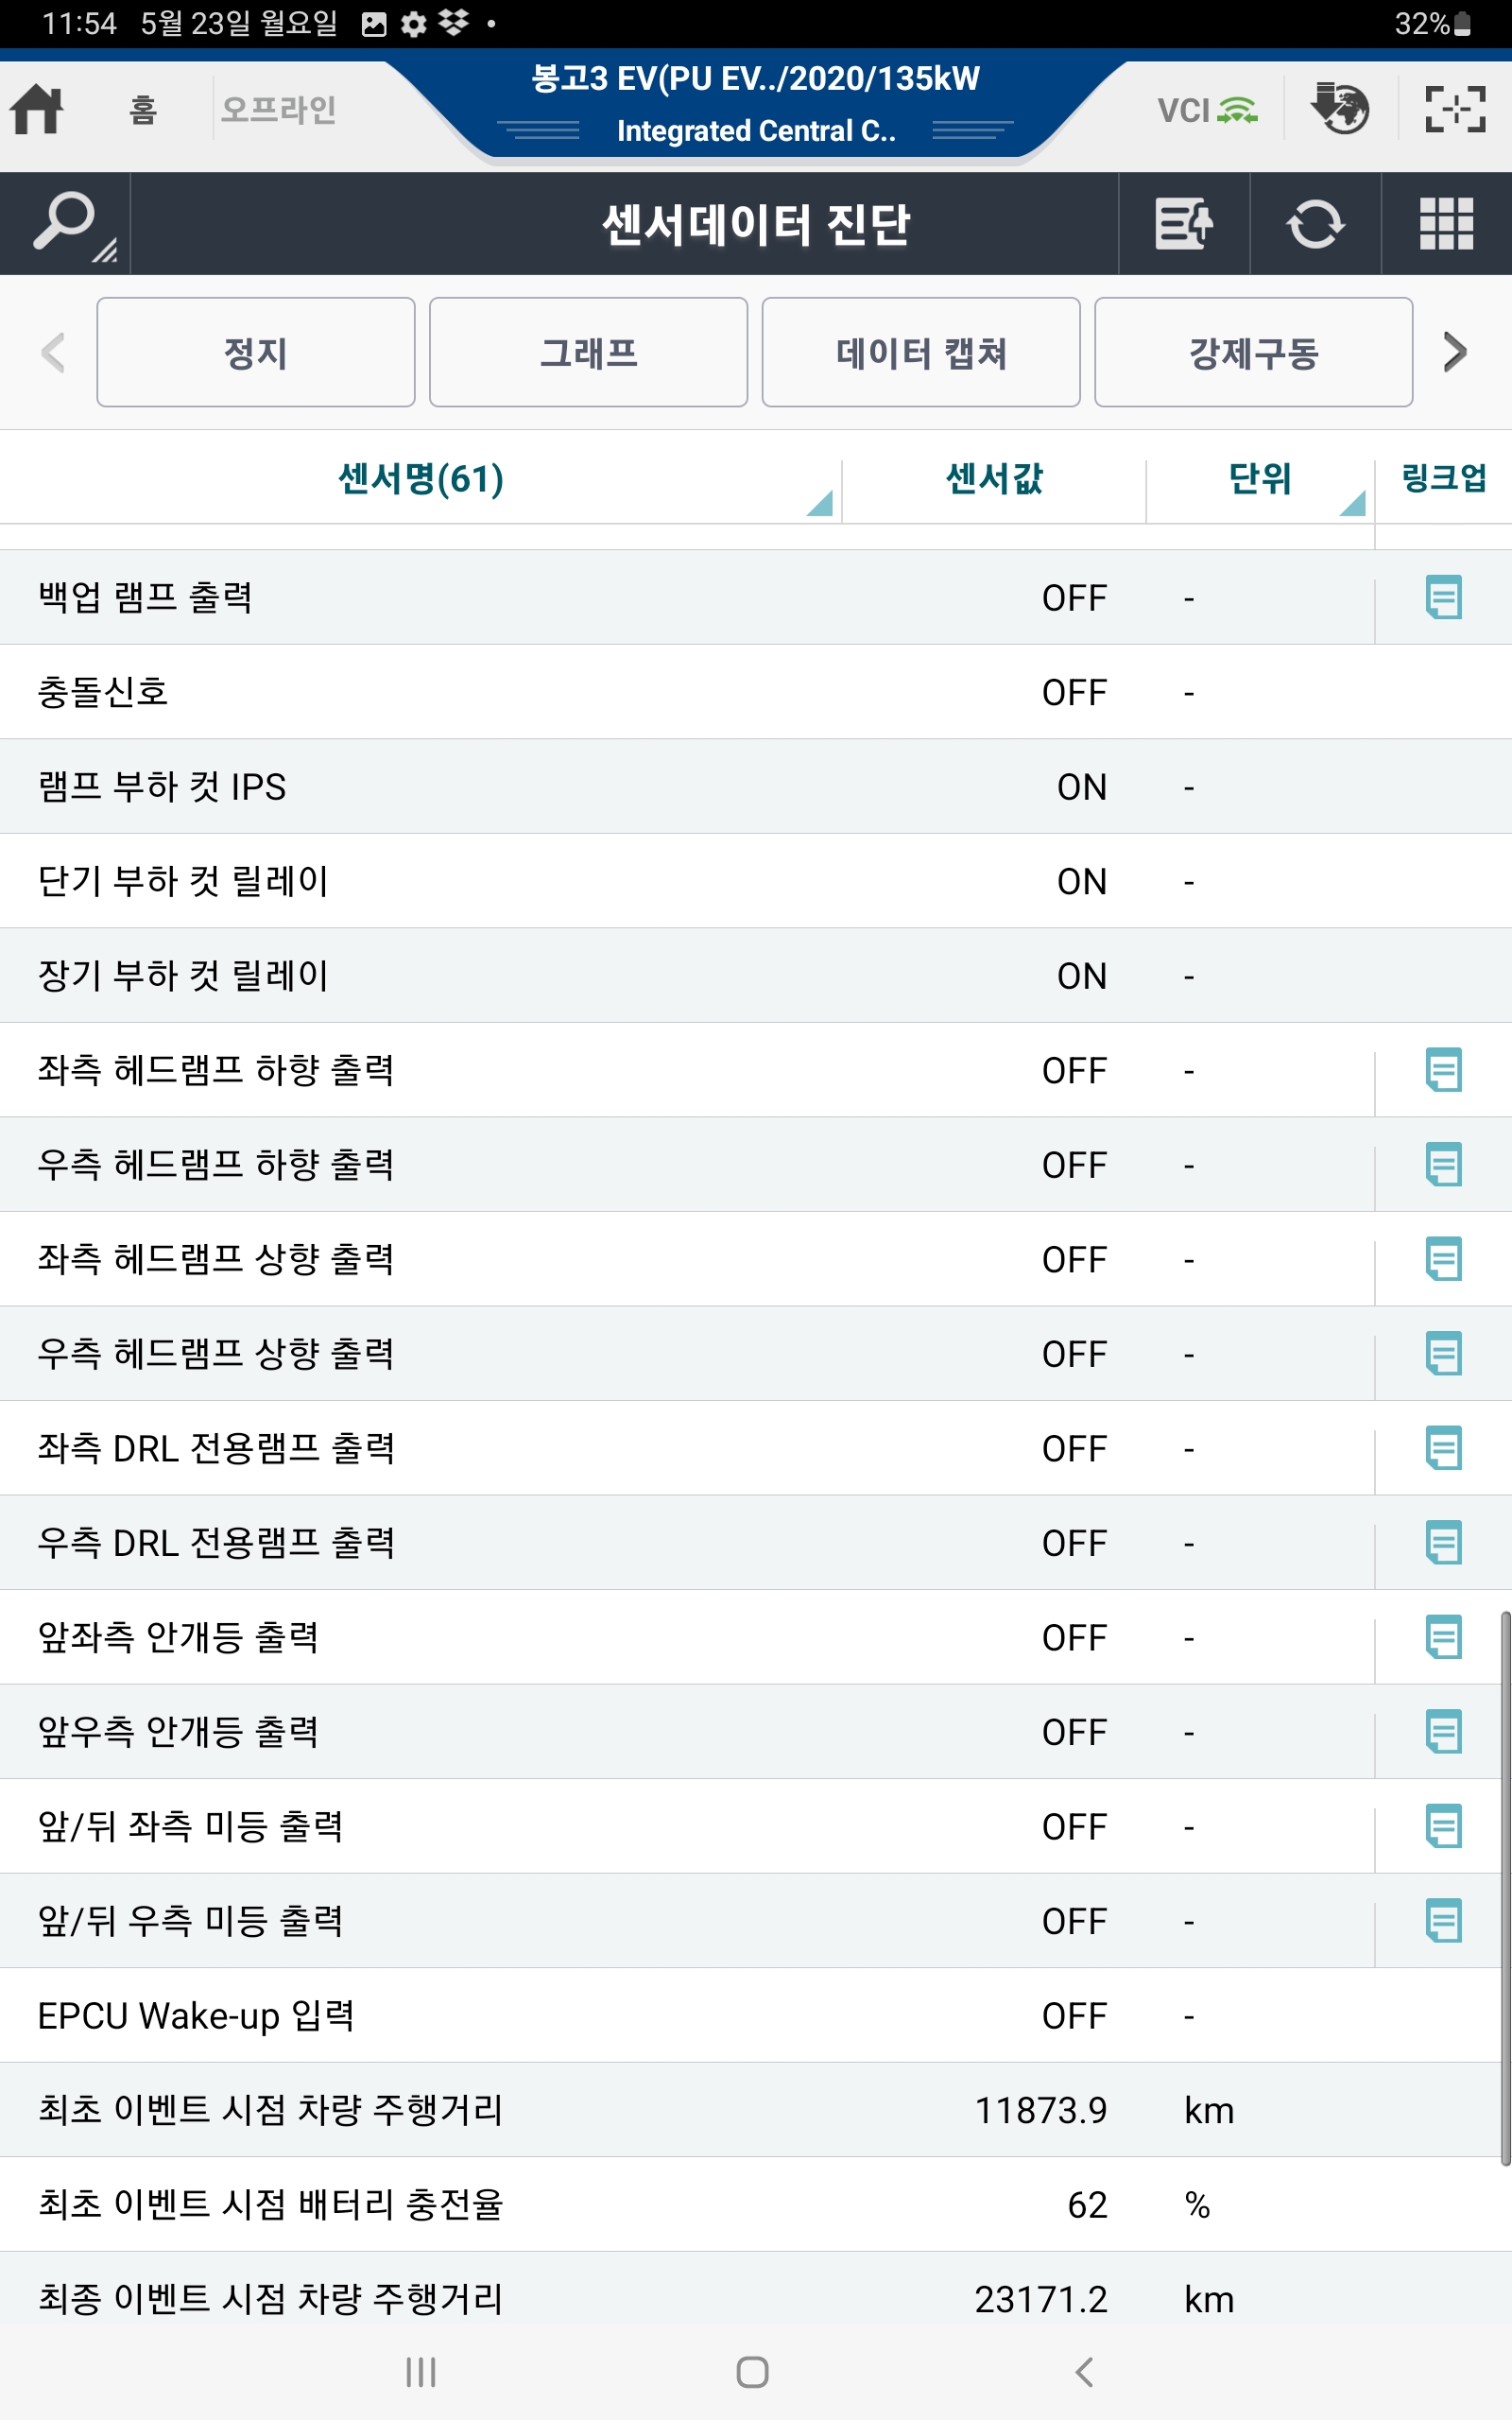 11:54 5월 23일 월요일 32%
봉고3 EV(PU EV../2020/135kW
홈 오프라인 VCI
Integrated Central C..
센서데이터 진단
정지 그래프 데이터 캡쳐 강제구동
센서명(61) 센서값 단위 링크업
백업 램프 출력 OFF -
충돌신호 OFF -
램프 부하 컷 IPS ON -
단기 부하 컷 릴레이 ON -
장기 부하 컷 릴레이 ON -
좌측 헤드램프 하향 출력 OFF -
우측 헤드램프 하향 출력 OFF -
좌측 헤드램프 상향 출력 OFF -
우측 헤드램프 상향 출력 OFF -
좌측 DRL 전용램프 출력 OFF -
우측 DRL 전용램프 출력 OFF -
앞좌측 안개등 출력 OFF -
앞우측 안개등 출력 OFF -
앞/뒤 좌측 미등 출력 OFF -
앞/뒤 우측 미등 출력 OFF -
EPCU Wake-up 입력 OFF -
최초 이벤트 시점 차량 주행거리 11873.9 km
최초 이벤트 시점 배터리 충전율 62 %
최종 이벤트 시점 차량 주행거리 23171.2 km